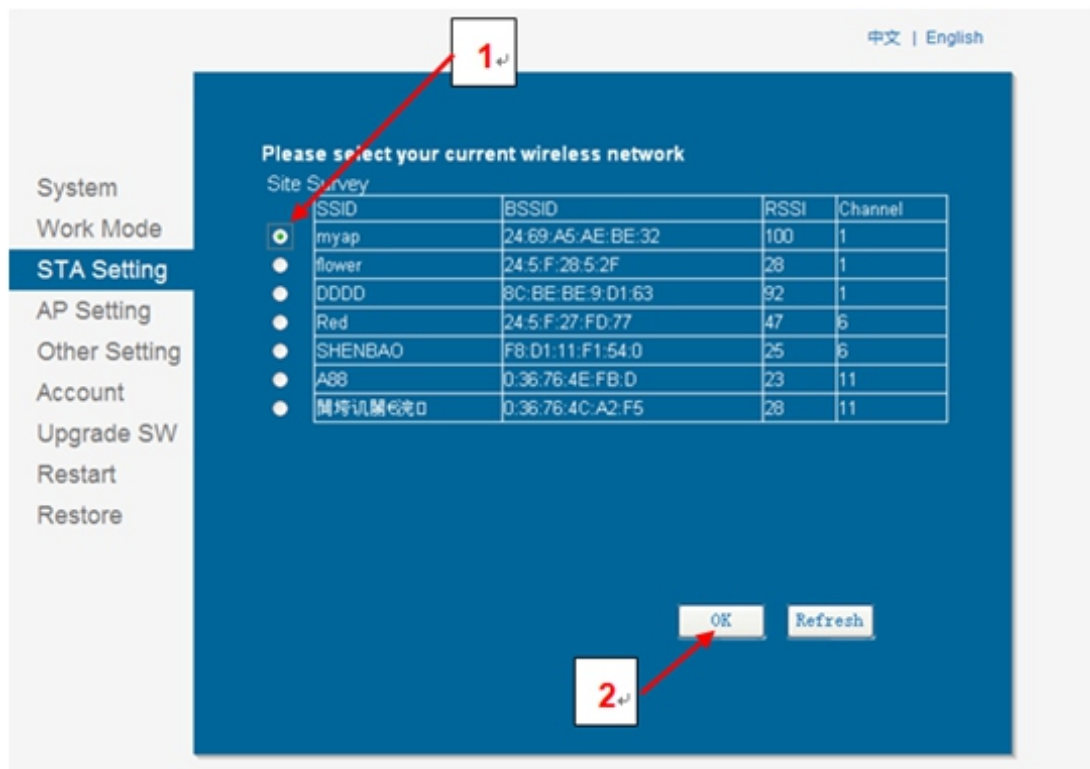 1
中文 | English
Please select your current wireless network
Site Survey
SSID BSSID RSSI Channel
myap 24:69:A5:AE:BE:32 100 1
flower 24:5:F:28:5:2F 28 1
DDDD 8C:BE:BE:9:D1:63 92 1
Red 24:5:F:27:FD:77 47 6
SHENBAO F8:D1:11:F1:54:0 25 6
A88 0:36:76:4E:FB:D 23 11
0:36:76:4C:A2:F5 28 11
System
Work Mode
STA Setting
AP Setting
Other Setting
Account
Upgrade SW
Restart
Restore
OK Refresh
2